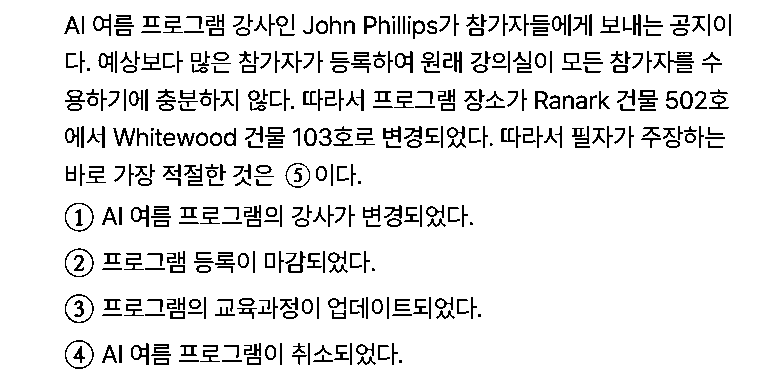 AI 여름 프로그램 강사인 John Phillips가 참가자들에게 보내는 공지이
다. 예상보다 많은 참가자가 등록하여 원래 강의실이 모든 참가자를 수
용하기에 충분하지 않다. 따라서 프로그램 장소가 Ranark 건물 502호
에서 Whitewood 건물 103호로 변경되었다. 따라서 필자가 주장하는
바로 가장 적절한 것은 ⑤이다.
① AI 여름 프로그램의 강사가 변경되었다.
② 프로그램 등록이 마감되었다.
③ 프로그램의 교육과정이 업데이트되었다.
④ AI 여름 프로그램이 취소되었다.